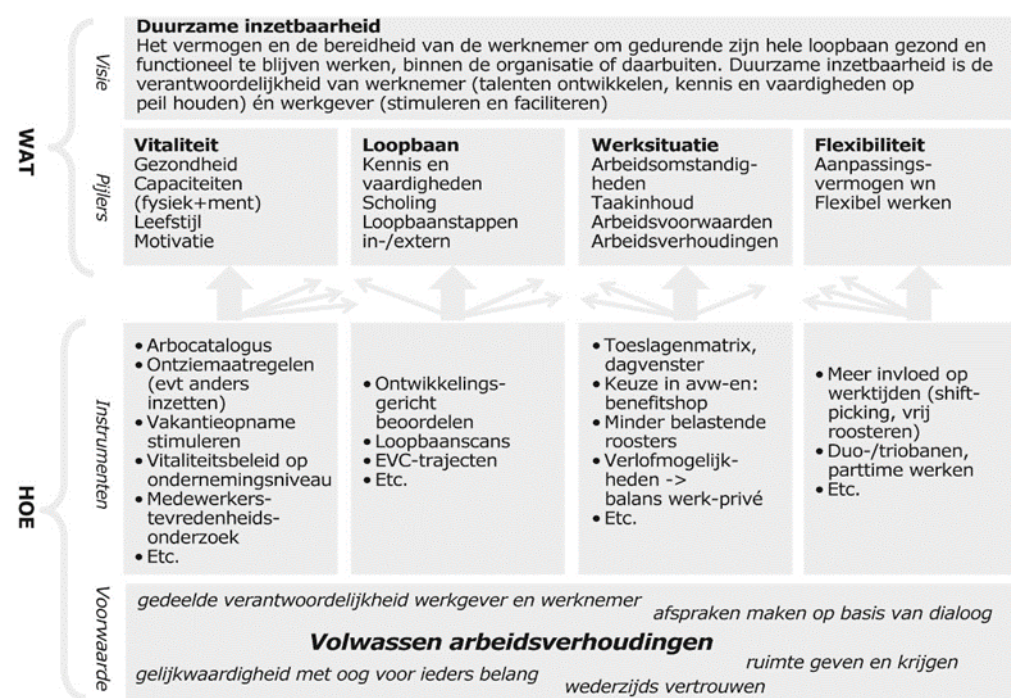 WAT
Visie
Duurzame inzetbaarheid
Het vermogen en de bereidheid van de werknemer om gedurende zijn hele loopbaan gezond en
functioneel te blijven werken, binnen de organisatie of daarbuiten. Duurzame inzetbaarheid is de
verantwoordelijkheid van werknemer (talenten ontwikkelen, kennis en vaardigheden op
peil houden) én werkgever (stimuleren en faciliteren)
Pijlers
Vitaliteit
Gezondheid
Capaciteiten
(fysiek+ment)
Leefstijl
Motivatie
Loopbaan
Kennis en
vaardigheden
Scholing
Loopbaanstappen
in-/extern
Werksituatie
Arbeidsomstandig-
heden
Taakinhoud
Arbeidsvoorwaarden
Arbeidsverhoudingen
Flexibiliteit
Aanpassings-
vermogen wn
Flexibel werken
HOE
Instrumenten
• Arbocatalogus
• Ontziemaatregelen
(evt anders
inzetten)
• Vakantieopname
stimuleren
• Vitaliteitsbeleid op
ondernemingsniveau
• Medewerkers-
tevredenheids-
onderzoek
• Etc.
• Ontwikkelings-
gericht
beoordelen
• Loopbaanscans
• EVC-trajecten
• Etc.
• Toeslagenmatrix,
dagvenster
• Keuze in avw-en:
benefitshop
• Minder belastende
roosters
• Verlofmogelijk-
heden ->
balans werk-privé
• Etc.
• Meer invloed op
werktijden (shift-
picking, vrij
roosteren)
• Duo-/triobanen,
parttime werken
• Etc.
Voorwaarde
gedeelde verantwoordelijkheid werkgever en werknemer
afspraken maken op basis van dialoog
Volwassen arbeidsverhoudingen
ruimte geven en krijgen
gelijkwaardigheid met oog voor ieders belang
wederzijds vertrouwen